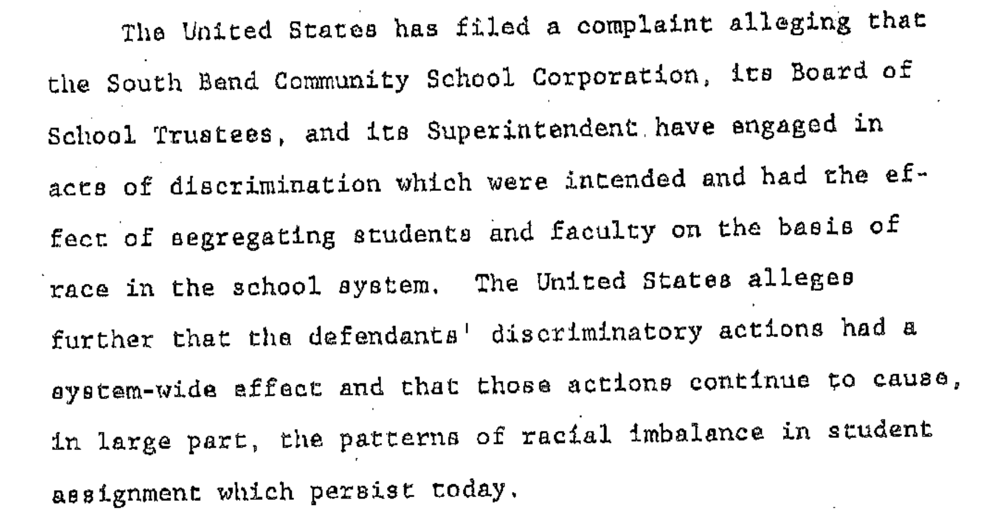 The United States has filed a complaint alleging that
the South Bend Community School Corporation, its Board of
School Trustees, and its Superintendent have engaged in
acts of discrimination which were intended and had the ef-
fect of segregating students and faculty on the basis of
race in the school system. The United States alleges
further that the defendants' discriminatory actions had a
system-wide effect and that those actions continue to cause,
in large part, the patterns of racial imbalance in student
assignment which persist today.